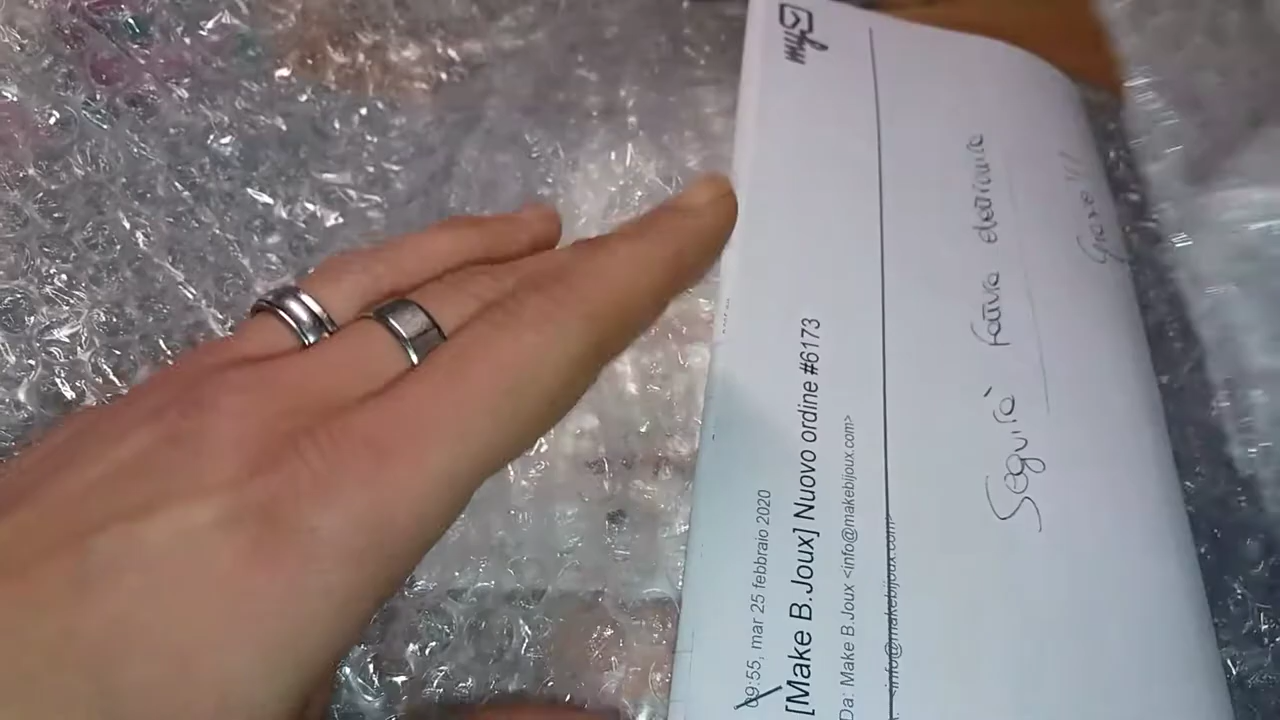 09:55, mar 25 febbraio 2020
[Make B.Joux] Nuovo ordine #6173
Da: Make B.Joux <info@makebijoux.com>
<info@makebijoux.com>
Seguirà fattura elettronica
Grazie!!